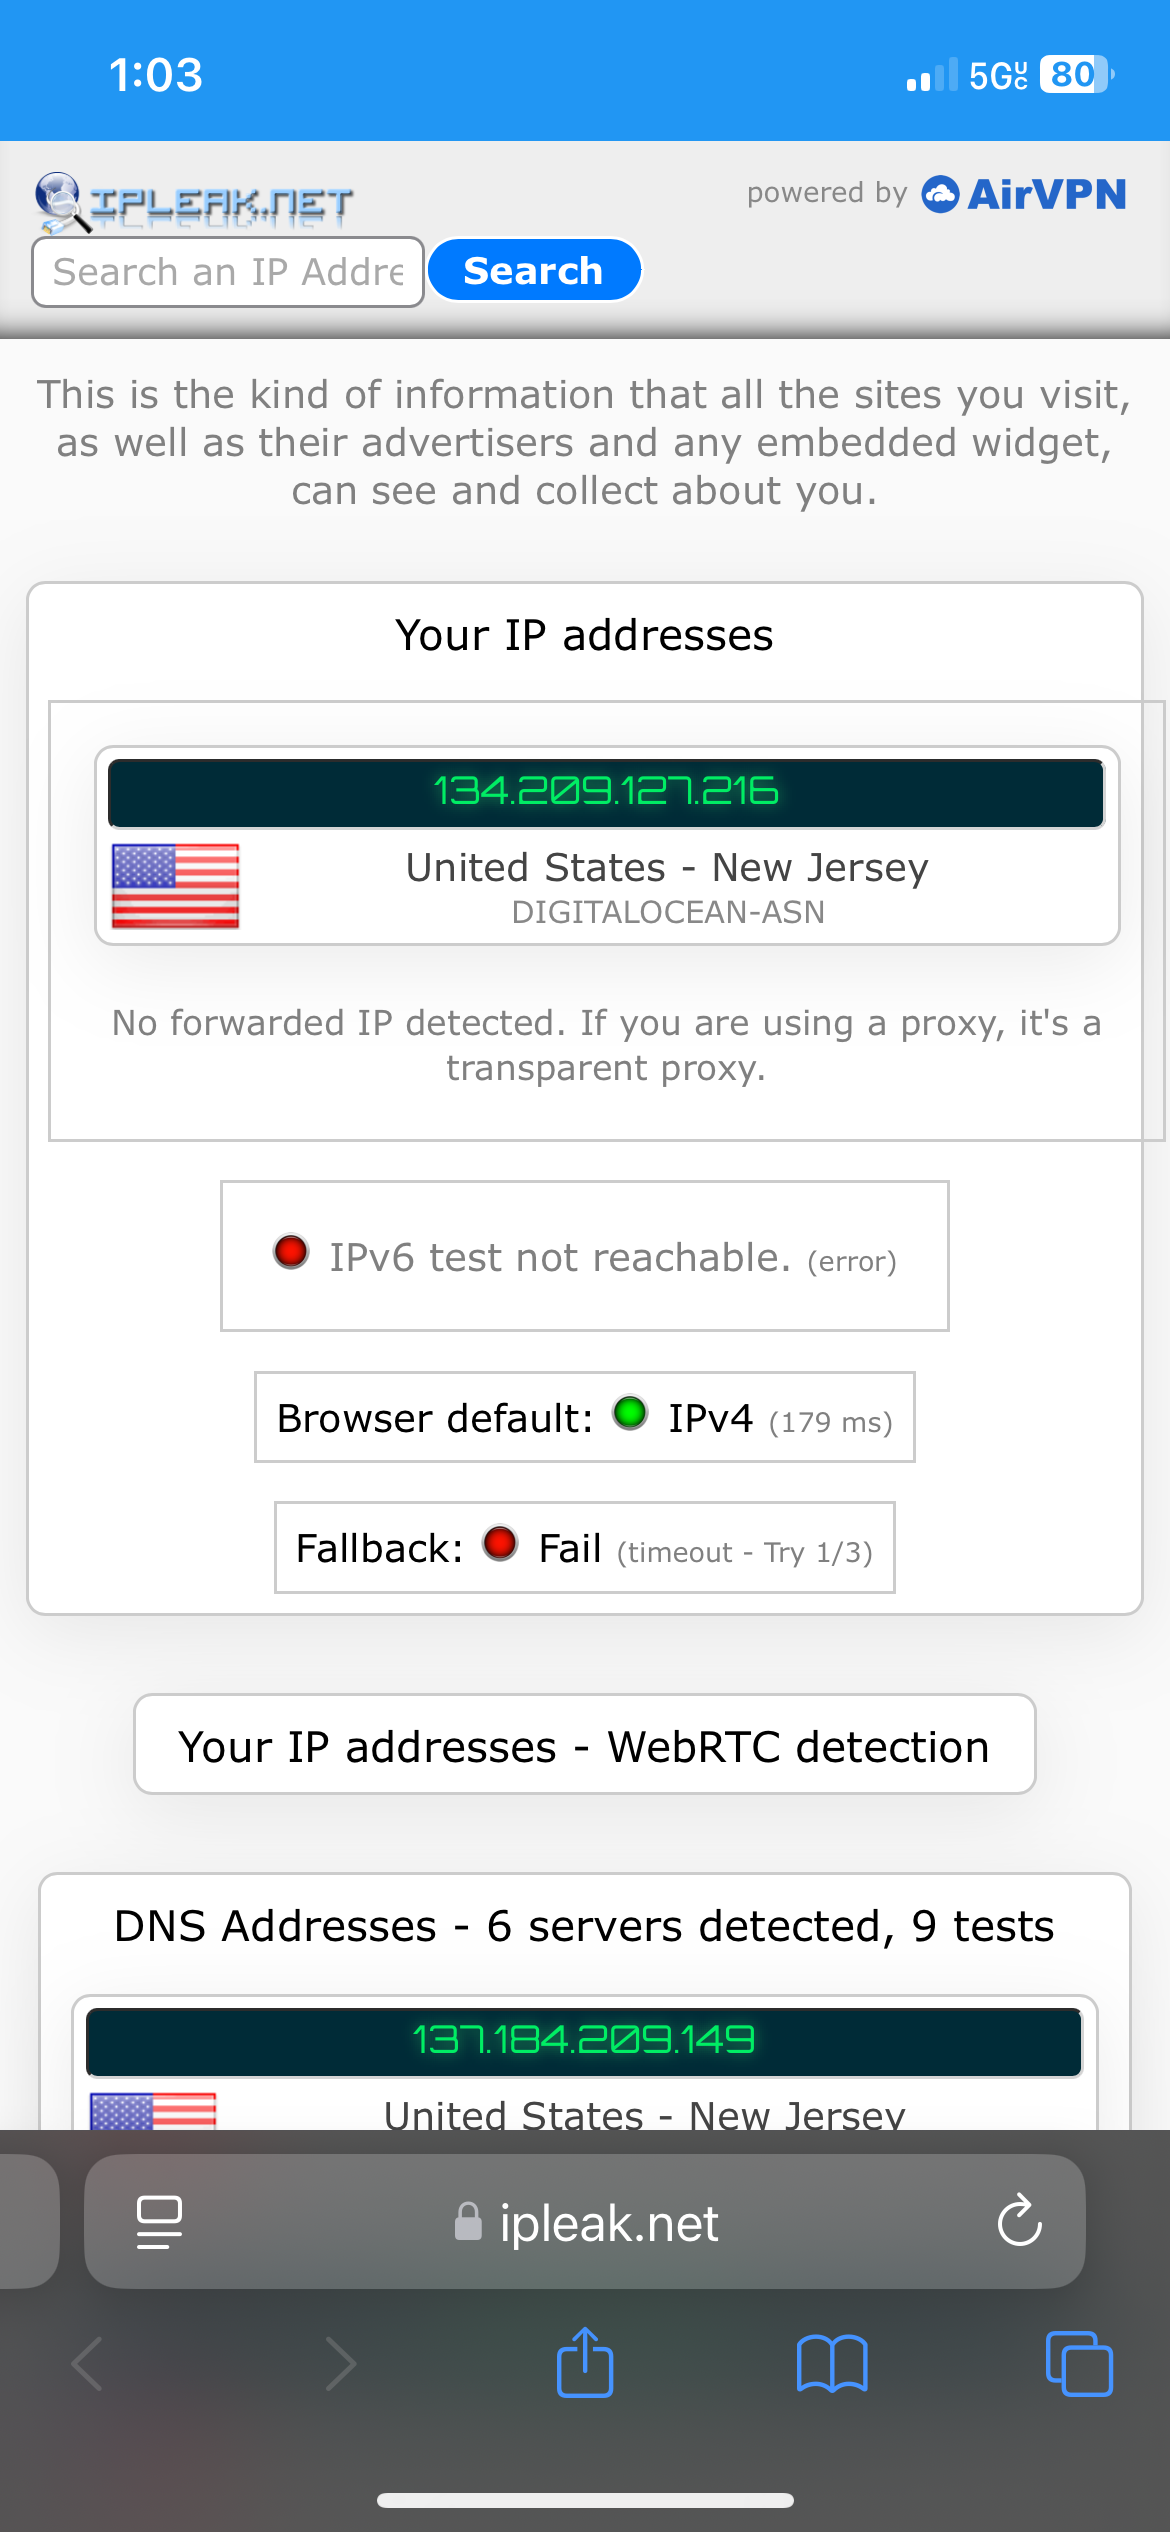 1:03
5GUC 80
IPLEAK.NET
powered by AirVPN
Search an IP Addre
Search
This is the kind of information that all the sites you visit,
as well as their advertisers and any embedded widget,
can see and collect about you.
Your IP addresses
134.209.127.216
United States - New Jersey
DIGITALOCEAN-ASN
No forwarded IP detected. If you are using a proxy, it's a
transparent proxy.
IPv6 test not reachable. (error)
Browser default: IPv4 (179 ms)
Fallback: Fail (timeout - Try 1/3)
Your IP addresses - WebRTC detection
DNS Addresses - 6 servers detected, 9 tests
137.184.209.149
United States - New Jersey
ipleak.net